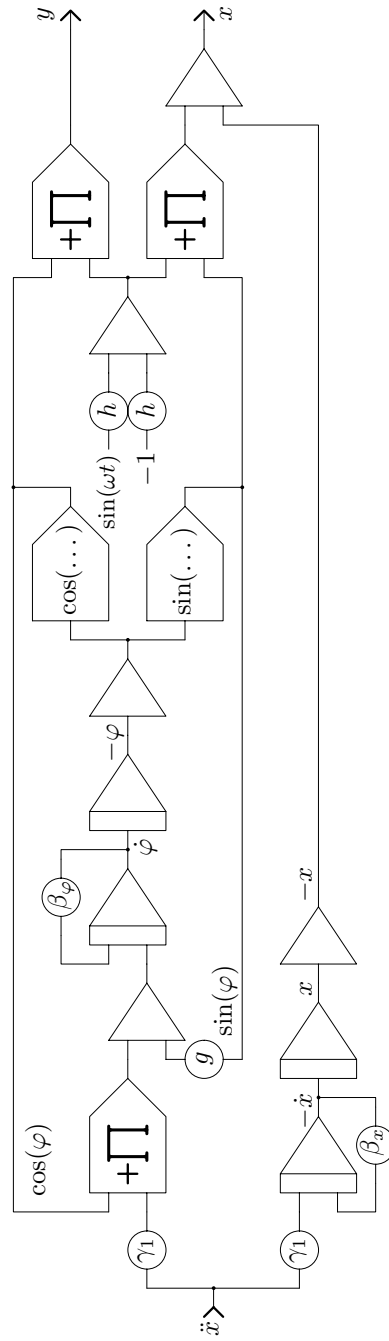 y
x
+∏
+∏
sin(ωt)
h
h
−1
cos(…)
sin(…)
−φ
φ̇
β_φ
cos(φ)
sin(φ)
g
+∏
−x
x
−ẋ
β_x
γ₁
γ₁
ẍ